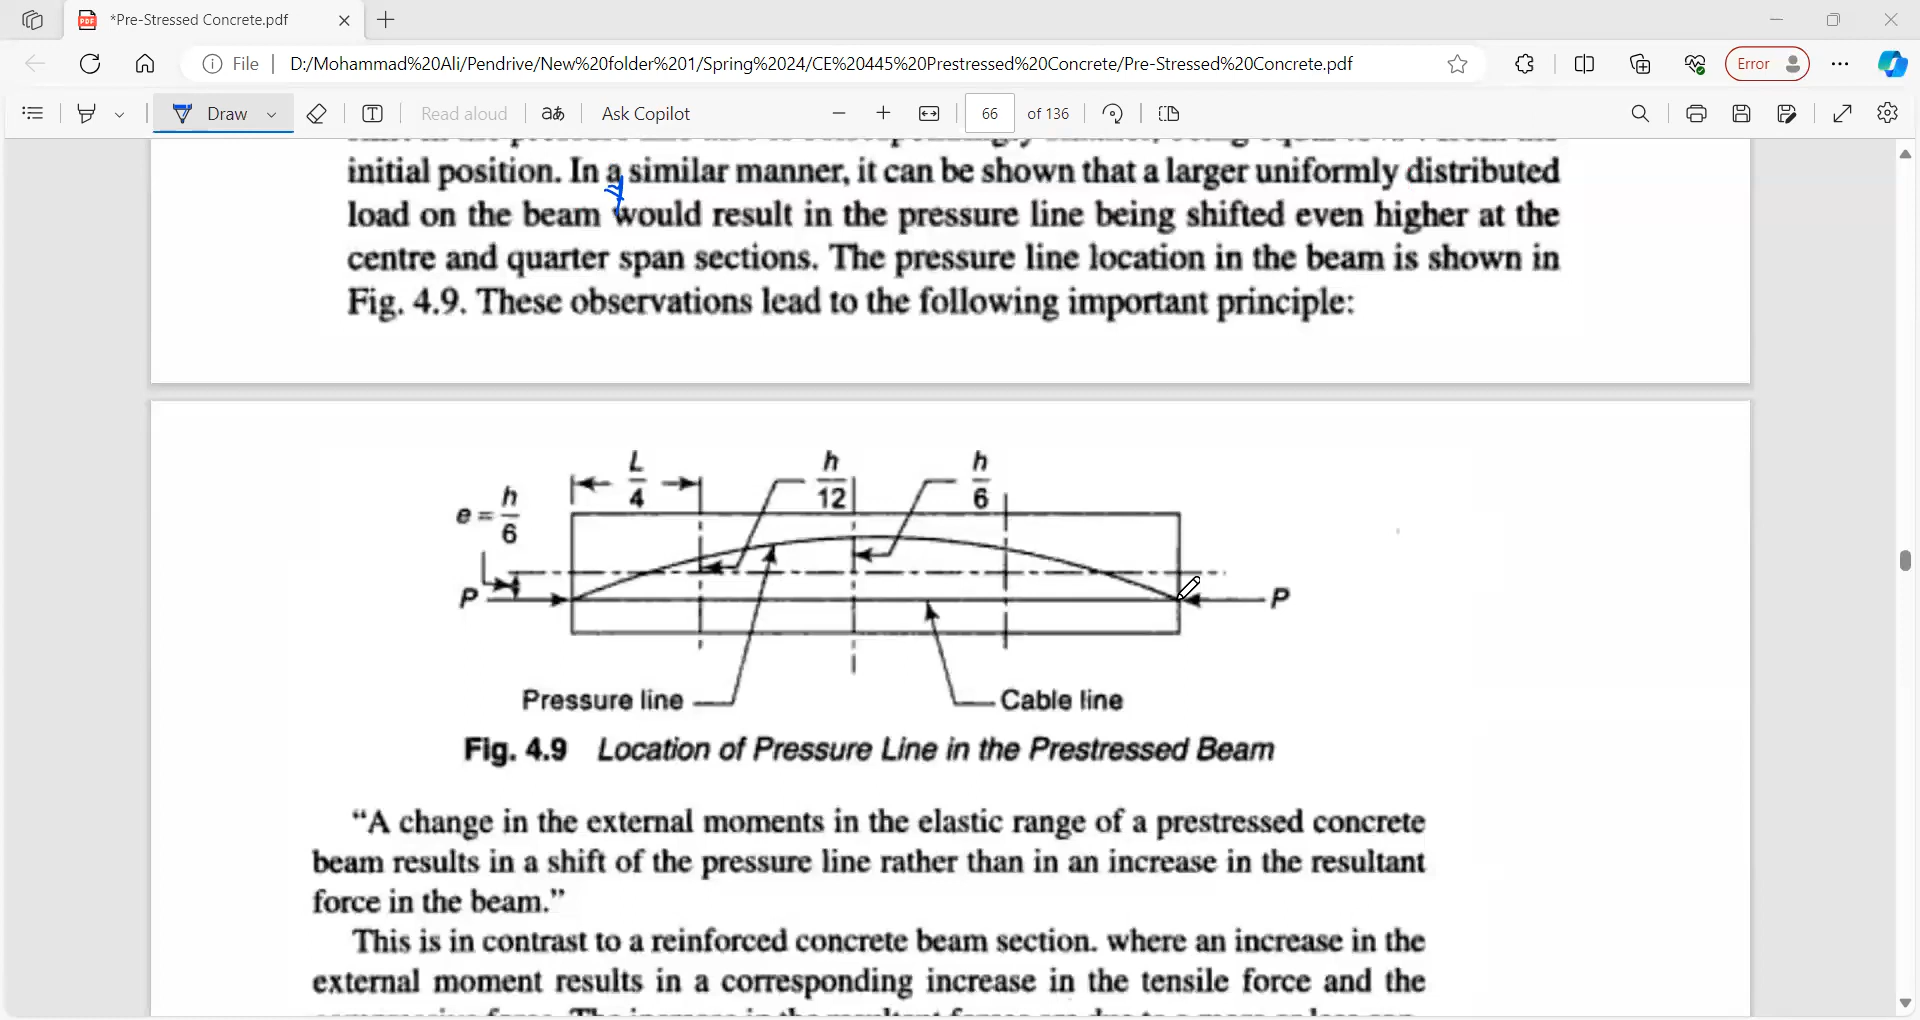 *Pre-Stressed Concrete.pdf
File
D:/Mohammad%20Ali/Pendrive/New%20folder%201/Spring%2024/CE%20445%20Prestressed%20Concrete/Pre-Stressed%20Concrete.pdf
Error
Draw
Read aloud
aあ
Ask Copilot
66 of 136
initial position. In a similar manner, it can be shown that a larger uniformly distributed
load on the beam would result in the pressure line being shifted even higher at the
centre and quarter span sections. The pressure line location in the beam is shown in
Fig. 4.9. These observations lead to the following important principle:
L/4
h/12
h/6
e = h/6
P
P
Pressure line
Cable line
Fig. 4.9 Location of Pressure Line in the Prestressed Beam
“A change in the external moments in the elastic range of a prestressed concrete
beam results in a shift of the pressure line rather than in an increase in the resultant
force in the beam.”
This is in contrast to a reinforced concrete beam section. where an increase in the
external moment results in a corresponding increase in the tensile force and the